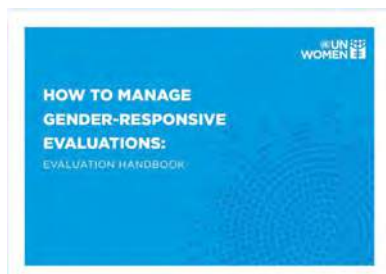 UN
WOMEN
HOW TO MANAGE
GENDER-RESPONSIVE
EVALUATIONS:
EVALUATION HANDBOOK